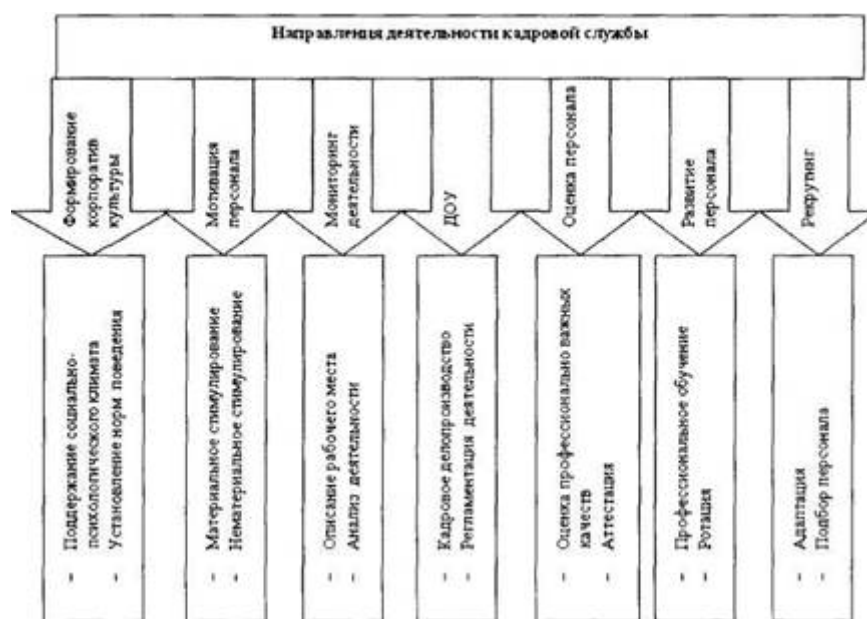 Направления деятельности кадровой службы
Формирование
корпоратив
культуры
Мотивация
персонала
Мониторинг
деятельности
ДОУ
Оценка персонала
Развитие
персонала
Рекрутинг
- Поддержание социально-
психологического климата
- Установление норм поведения
- Материальное стимулирование
- Нематериальное стимулирование
- Описание рабочего места
- Анализ деятельности
- Кадровое делопроизводство
- Регламентация деятельности
- Оценка профессионально важных
качеств
- Аттестация
- Профессиональное обучение
- Ротация
- Адаптация
- Подбор персонала